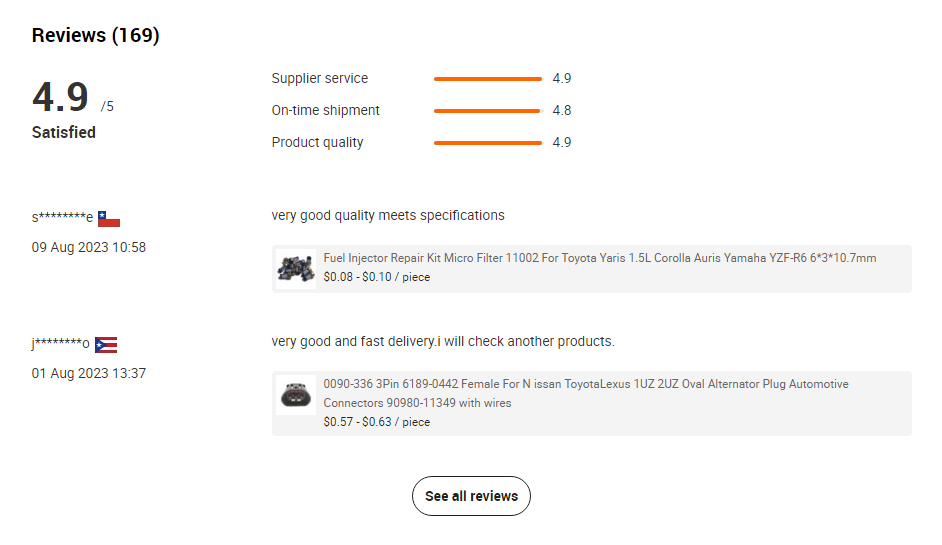 Reviews (169)
4.9 /5
Satisfied
Supplier service 4.9
On-time shipment 4.8
Product quality 4.9
s********e
09 Aug 2023 10:58
very good quality meets specifications
Fuel Injector Repair Kit Micro Filter 11002 For Toyota Yaris 1.5L Corolla Auris Yamaha YZF-R6 6*3*10.7mm
$0.08 - $0.10 / piece
j********o
01 Aug 2023 13:37
very good and fast delivery.i will check another products.
0090-336 3Pin 6189-0442 Female For N issan ToyotaLexus 1UZ 2UZ Oval Alternator Plug Automotive
Connectors 90980-11349 with wires
$0.57 - $0.63 / piece
See all reviews